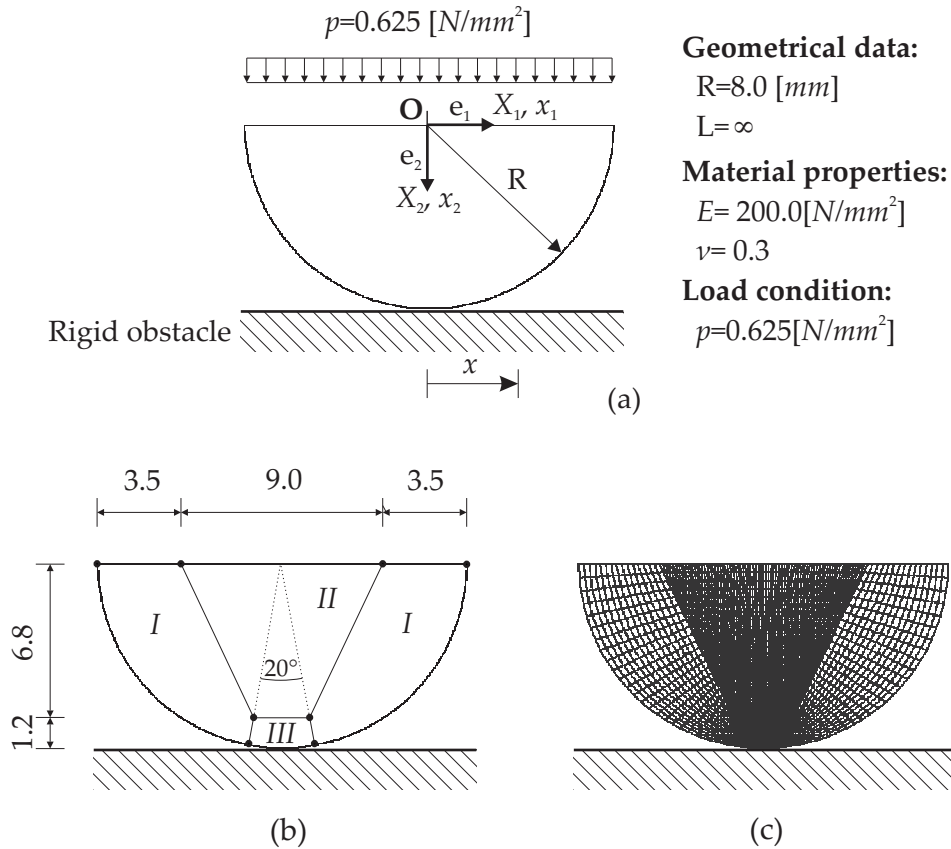 p=0.625 [N/mm²]
O
e₁
X₁, x₁
e₂
X₂, x₂
R
Rigid obstacle
x
(a)
Geometrical data:
R=8.0 [mm]
L=∞
Material properties:
E= 200.0[N/mm²]
ν= 0.3
Load condition:
p=0.625[N/mm²]
3.5
9.0
3.5
6.8
1.2
I
II
I
20°
III
(b)
(c)